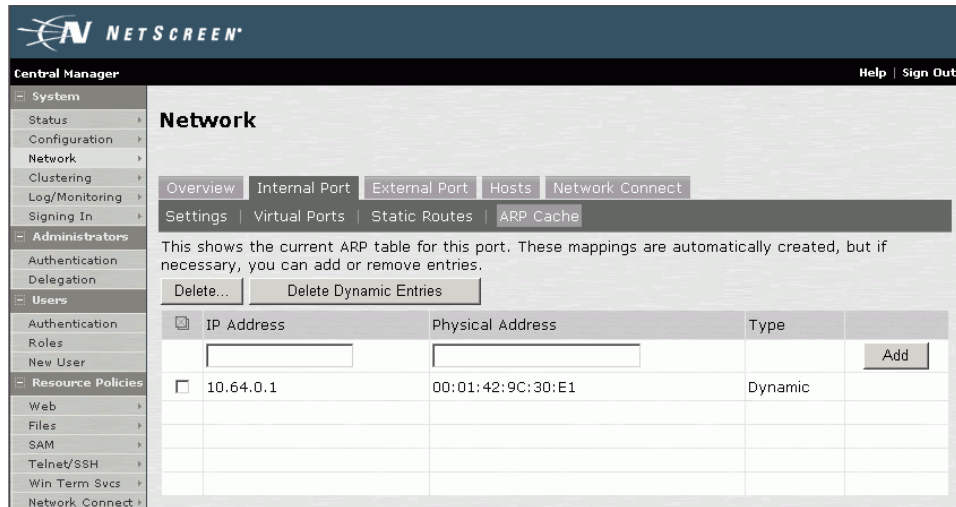 NETSCREEN
Central Manager
Help | Sign Out
System
Status
Configuration
Network
Clustering
Log/Monitoring
Signing In
Administrators
Authentication
Delegation
Users
Authentication
Roles
New User
Resource Policies
Web
Files
SAM
Telnet/SSH
Win Term Svcs
Network Connect
Network
Overview Internal Port External Port Hosts Network Connect
Settings | Virtual Ports | Static Routes | ARP Cache
This shows the current ARP table for this port. These mappings are automatically created, but if
necessary, you can add or remove entries.
Delete... Delete Dynamic Entries
IP Address Physical Address Type
Add
10.64.0.1 00:01:42:9C:30:E1 Dynamic